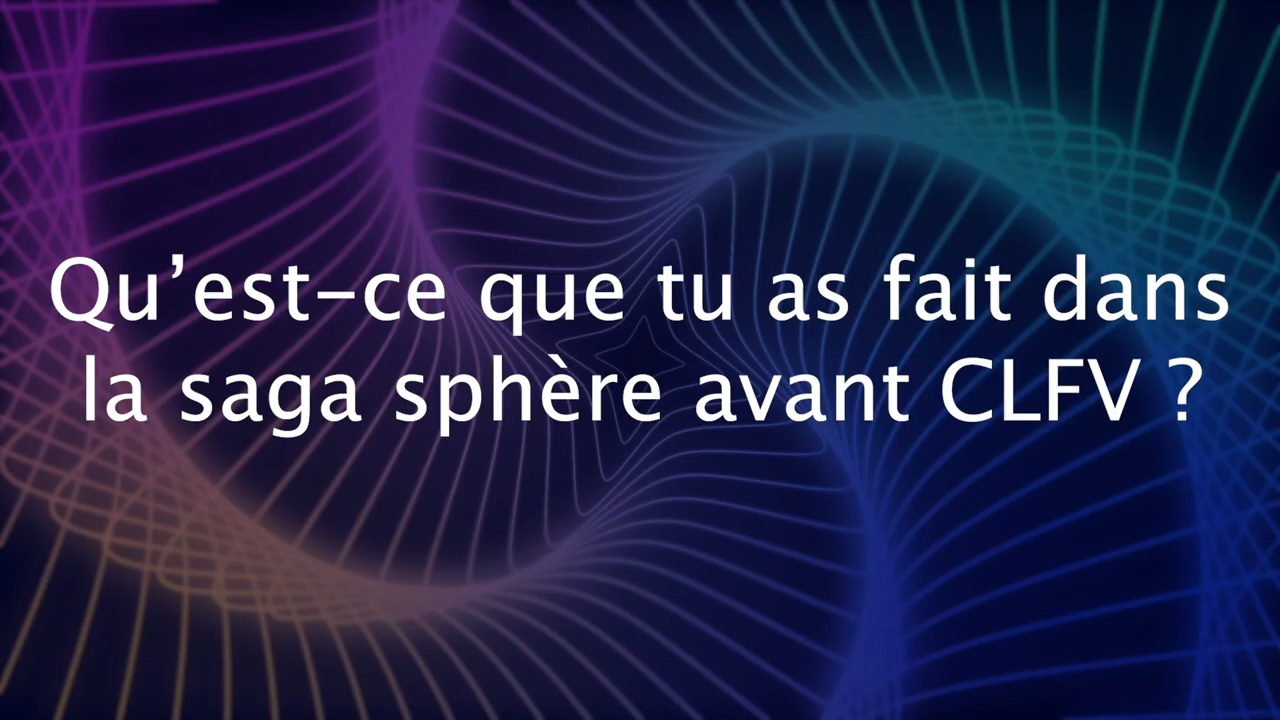 Qu’est-ce que tu as fait dans
la saga sphère avant CLFV ?